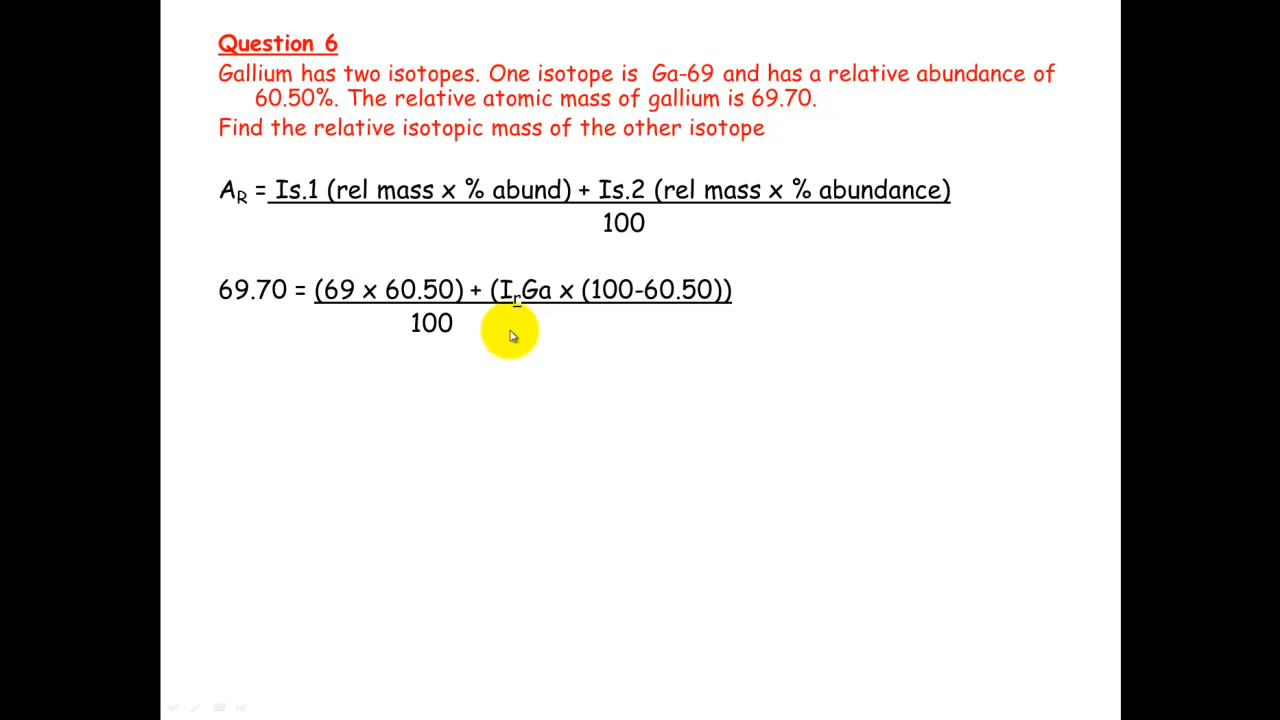 Question 6
Gallium has two isotopes. One isotope is Ga-69 and has a relative abundance of
60.50%. The relative atomic mass of gallium is 69.70.
Find the relative isotopic mass of the other isotope
AR = Is.1 (rel mass x % abund) + Is.2 (rel mass x % abundance)
100
69.70 = (69 x 60.50) + (IrGa x (100-60.50))
100